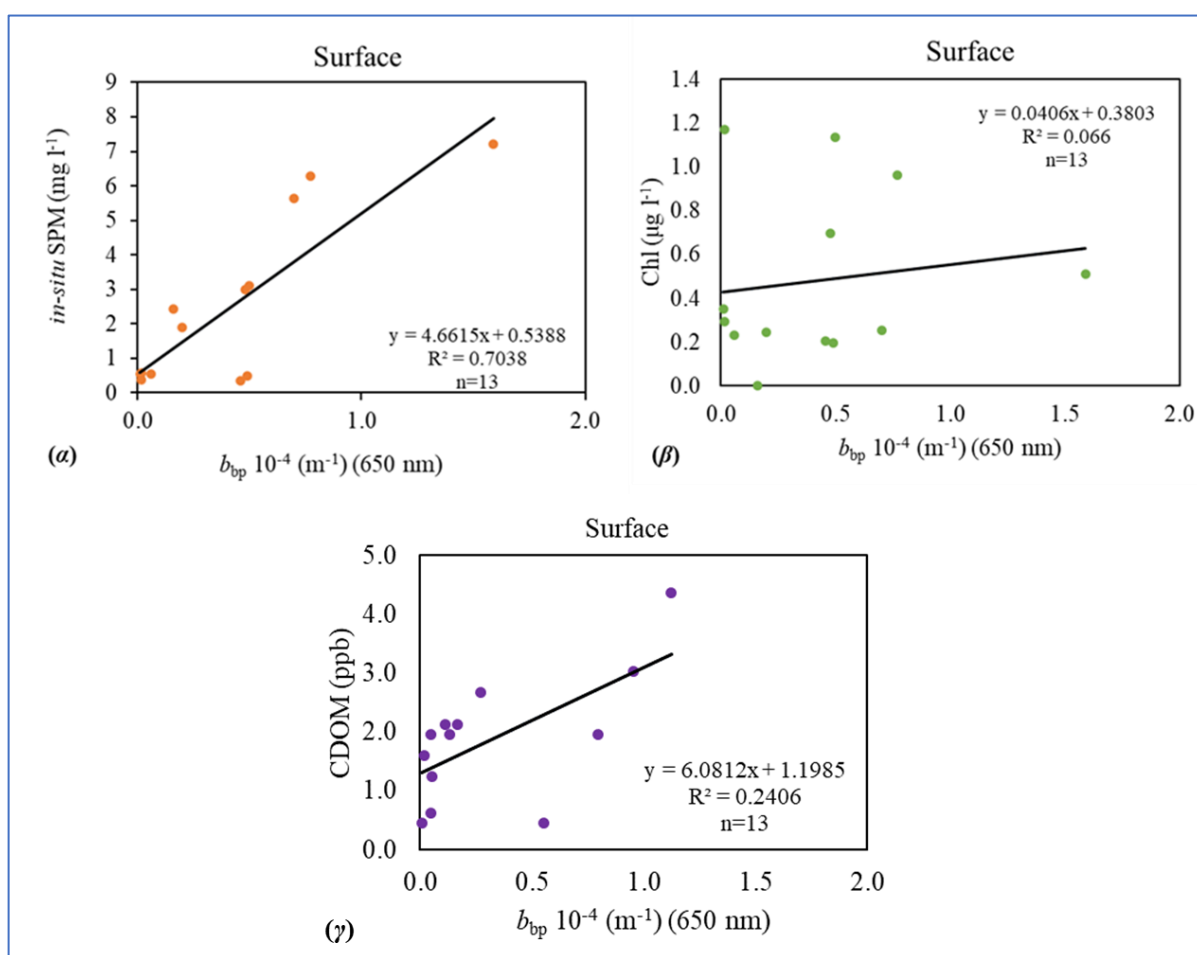 Surface
in-situ SPM (mg l⁻¹)
9
8
7
6
5
4
3
2
1
0
y = 4.6615x + 0.5388
R² = 0.7038
n=13
0.0 1.0 2.0
(α)
b_bp 10⁻⁴ (m⁻¹) (650 nm)
Surface
Chl (μg l⁻¹)
1.4
1.2
1.0
0.8
0.6
0.4
0.2
0.0
y = 0.0406x + 0.3803
R² = 0.066
n=13
0.0 0.5 1.0 1.5 2.0
(β)
b_bp 10⁻⁴ (m⁻¹) (650 nm)
Surface
CDOM (ppb)
5.0
4.0
3.0
2.0
1.0
0.0
y = 6.0812x + 1.1985
R² = 0.2406
n=13
0.0 0.5 1.0 1.5 2.0
(γ)
b_bp 10⁻⁴ (m⁻¹) (650 nm)